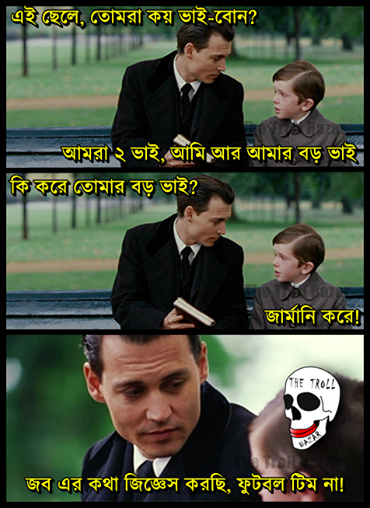 এই ছেলে, তোমরা কয় ভাই-বোন?
আমরা ২ ভাই, আমি আর আমার বড় ভাই
কি করে তোমার বড় ভাই?
জার্মানি করে!
THE TROLL
BAZAR
জব এর কথা জিজ্ঞেস করছি, ফুটবল টিম না!